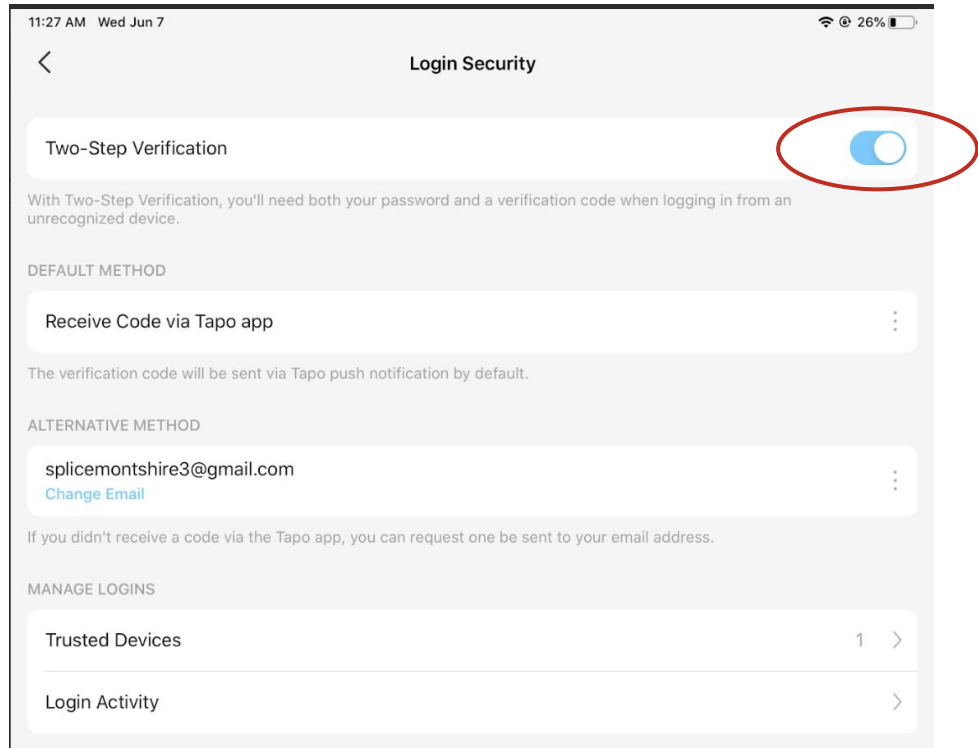 11:27 AM Wed Jun 7 26%
Login Security
Two-Step Verification
With Two-Step Verification, you'll need both your password and a verification code when logging in from an
unrecognized device.
DEFAULT METHOD
Receive Code via Tapo app
The verification code will be sent via Tapo push notification by default.
ALTERNATIVE METHOD
splicemontshire3@gmail.com
Change Email
If you didn't receive a code via the Tapo app, you can request one be sent to your email address.
MANAGE LOGINS
Trusted Devices 1
Login Activity